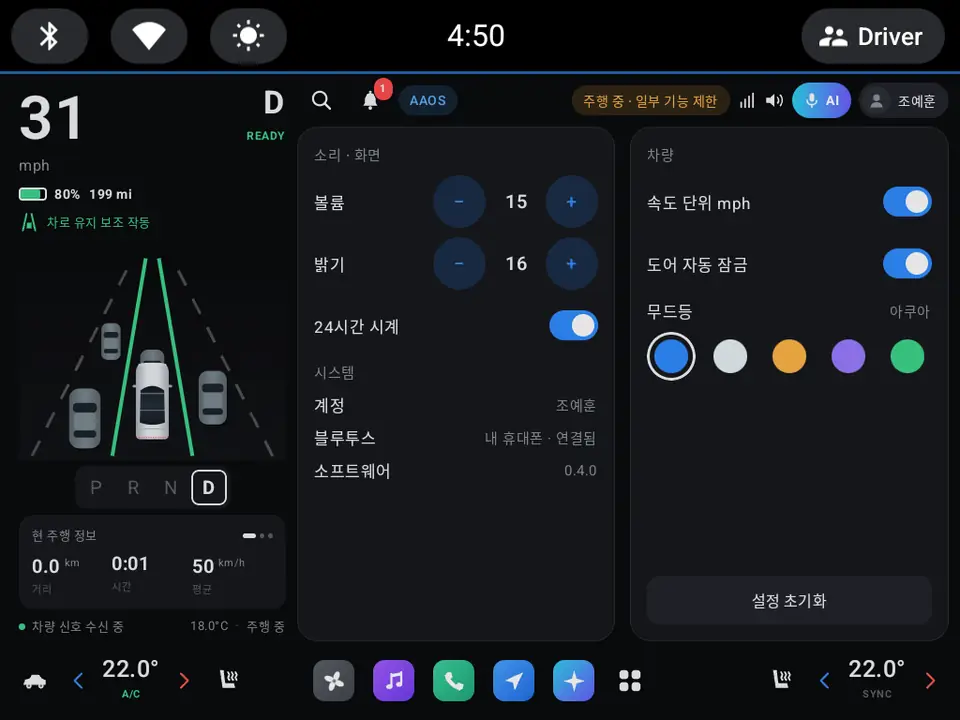 4:50
Driver
31
D
READY
mph
80% 199 mi
차로 유지 보조 작동
P R N D
현 주행 정보
0.0 km
거리
0:01
시간
50 km/h
평균
차량 신호 수신 중
18.0°C · 주행 중
1
AAOS
주행 중 · 일부 기능 제한
AI
조예훈
소리 · 화면
볼륨
− 15 +
밝기
− 16 +
24시간 시계
시스템
계정
조예훈
블루투스
내 휴대폰 · 연결됨
소프트웨어
0.4.0
차량
속도 단위 mph
도어 자동 잠금
무드등
아쿠아
설정 초기화
22.0°
A/C
22.0°
SYNC